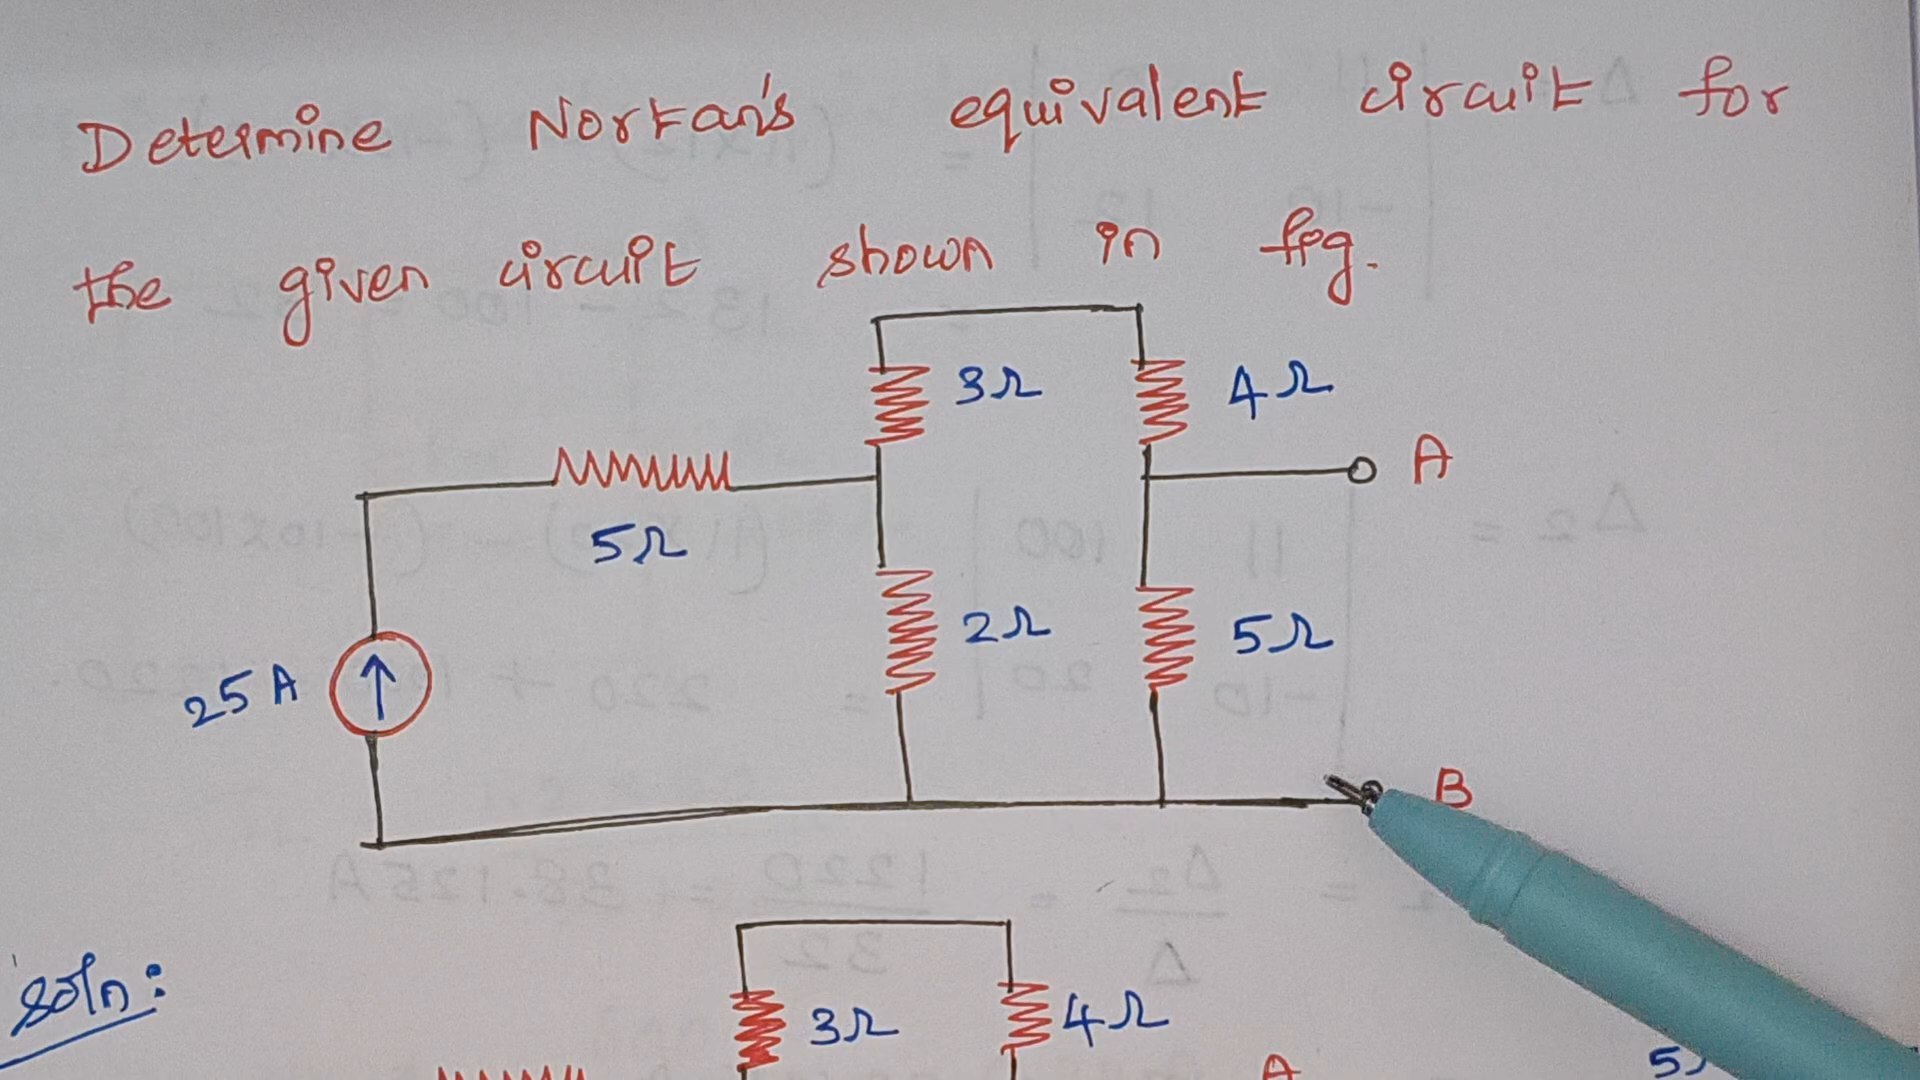 Determine Nortan's equivalent circuit for
the given circuit shown in fig.
3Ω 4Ω
A
5Ω
25 A
2Ω 5Ω
B
soln:
3Ω 4Ω
A